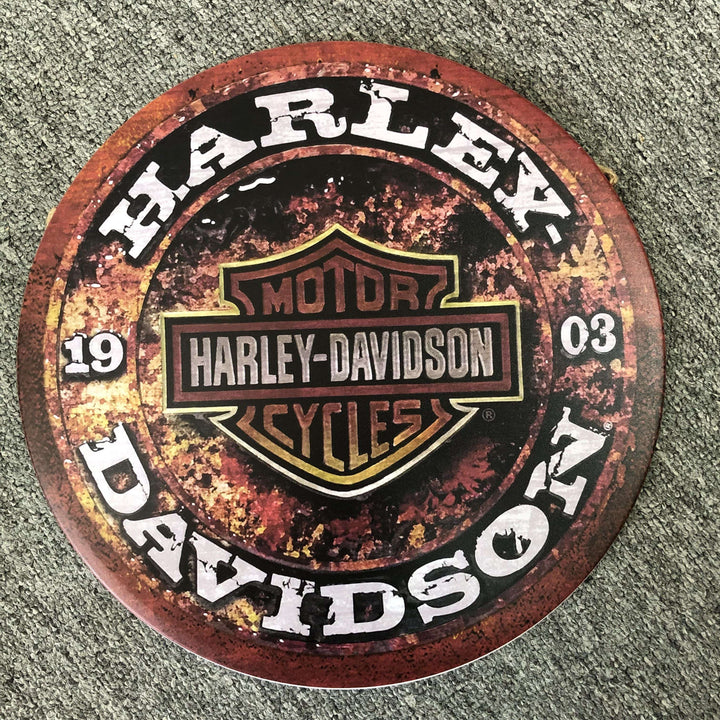 HARLEY-
MOTOR
19 HARLEY-DAVIDSON 03
CYCLES ®
DAVIDSON ®